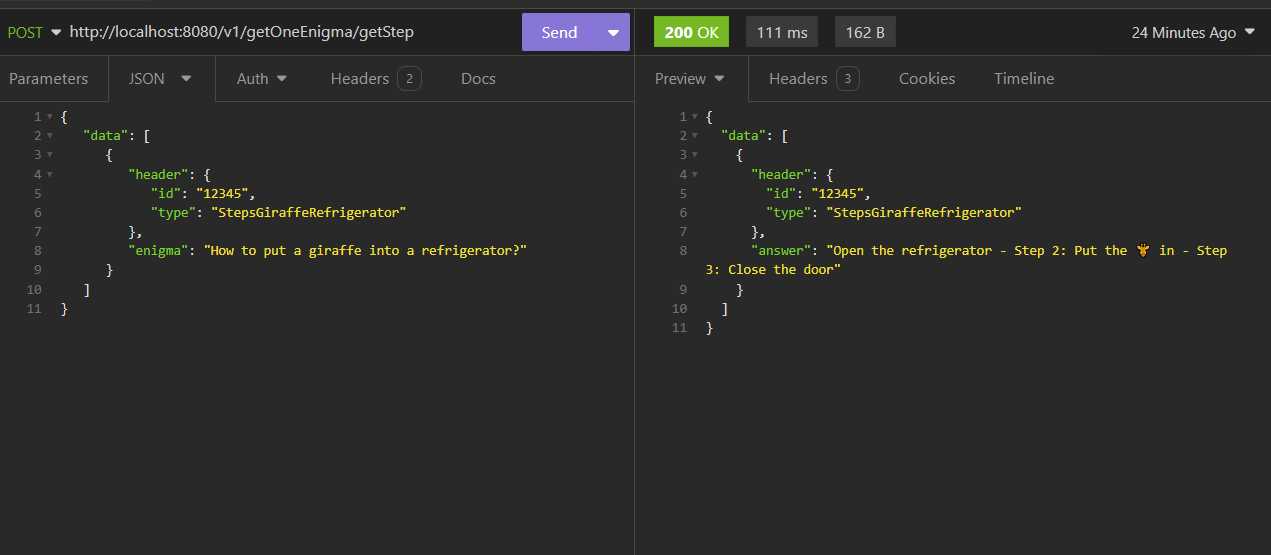 POST http://localhost:8080/v1/getOneEnigma/getStep Send 200 OK 111 ms 162 B 24 Minutes Ago
Parameters JSON Auth Headers 2 Docs Preview Headers 3 Cookies Timeline
1 {
2 "data": [
3 {
4 "header": {
5 "id": "12345",
6 "type": "StepsGiraffeRefrigerator"
7 },
8 "enigma": "How to put a giraffe into a refrigerator?"
9 }
10 ]
11 }
1 {
2 "data": [
3 {
4 "header": {
5 "id": "12345",
6 "type": "StepsGiraffeRefrigerator"
7 },
8 "answer": "Open the refrigerator - Step 2: Put the 🦒 in - Step
3: Close the door"
9 }
10 ]
11 }